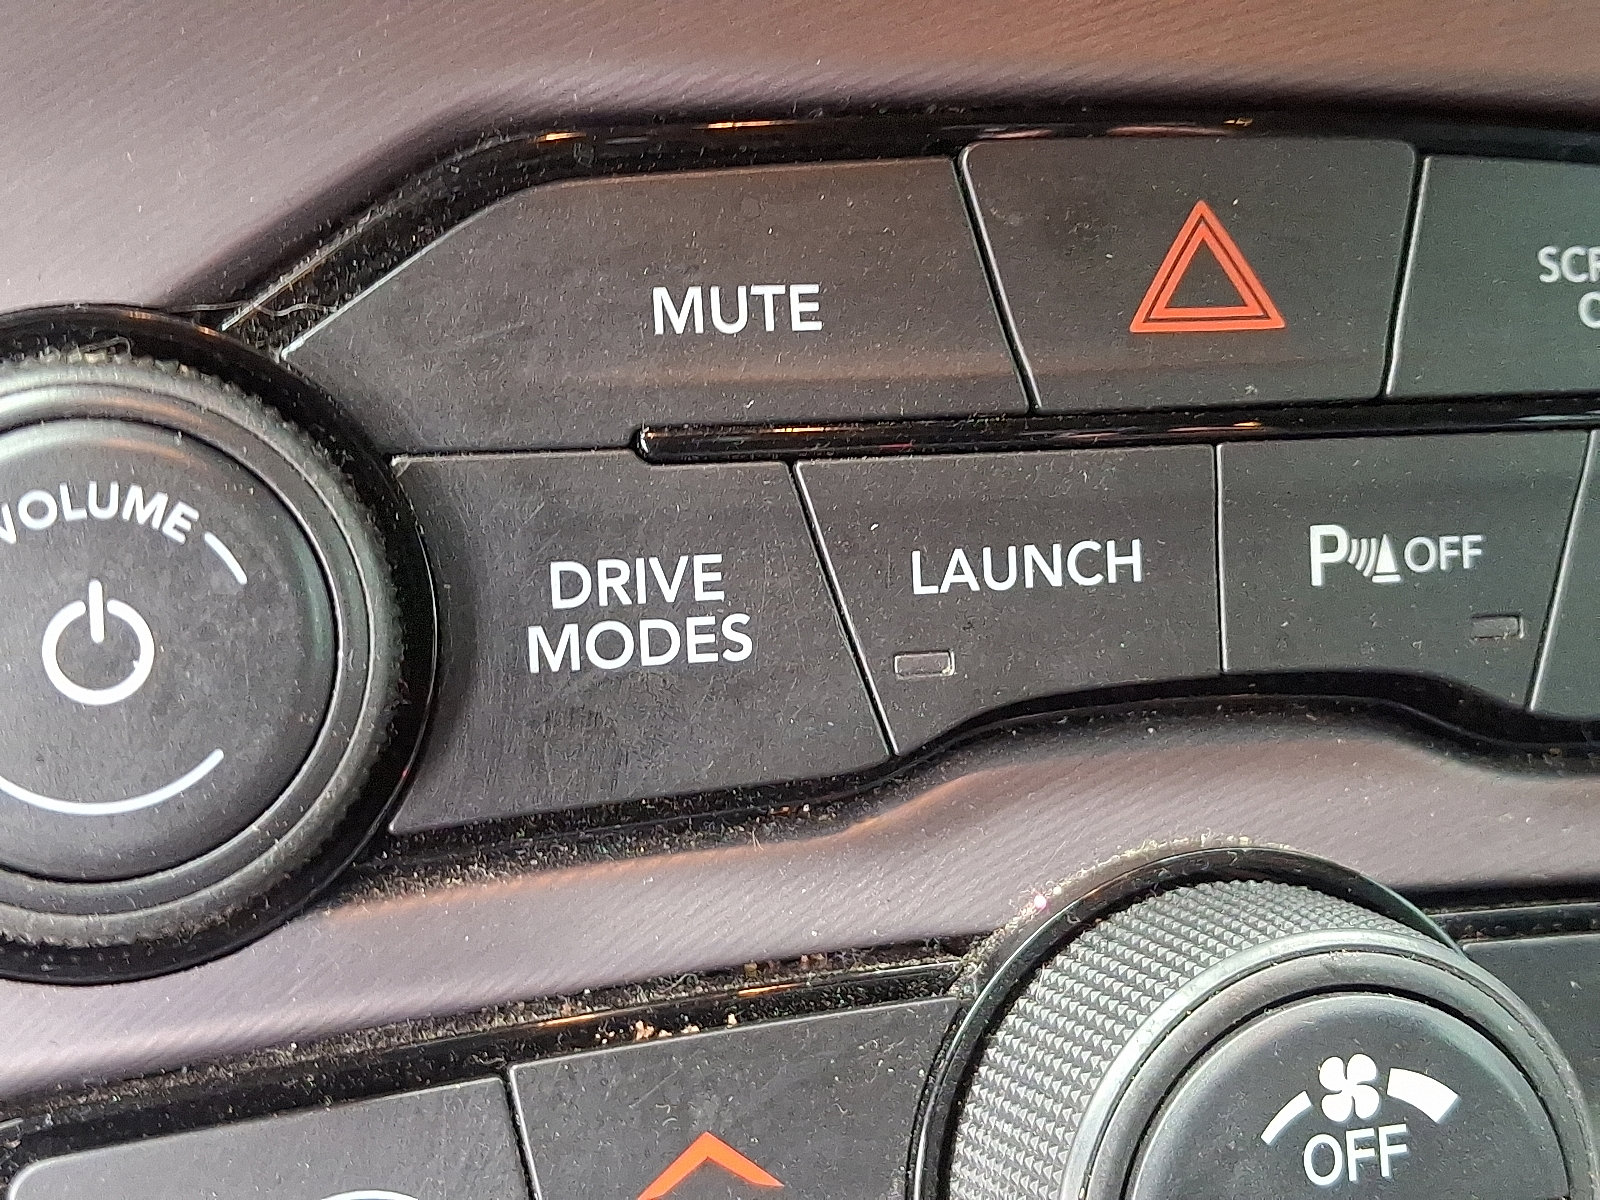 MUTE
VOLUME
DRIVE
MODES
LAUNCH
P OFF
OFF